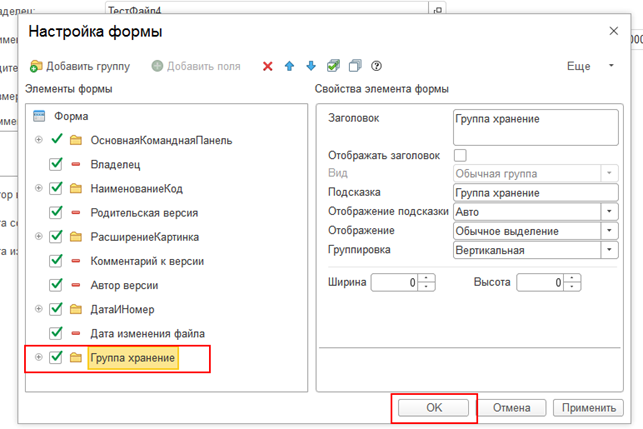 аделец:
ТестФайл4
Настройка формы
Добавить группу
Добавить поля
Еще
Элементы формы
Свойства элемента формы
Форма
ОсновнаяКоманднаяПанель
Владелец
НаименованиеКод
Родительская версия
РасширениеКартинка
Комментарий к версии
Автор версии
ДатаИНомер
Дата изменения файла
Группа хранение
Заголовок
Группа хранение
Отображать заголовок
Вид
Обычная группа
Подсказка
Группа хранение
Отображение подсказки
Авто
Отображение
Обычное выделение
Группировка
Вертикальная
Ширина
0
Высота
0
OK
Отмена
Применить